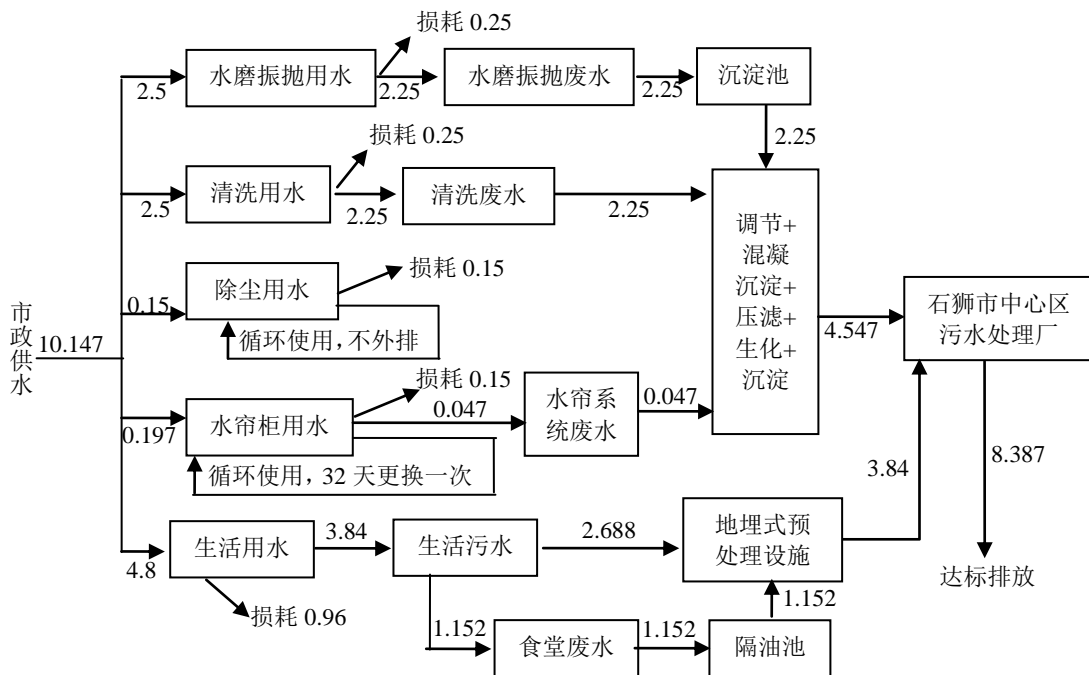 损耗 0.25
水磨振抛用水
水磨振抛废水
沉淀池
2.5
2.25
2.25
2.25
损耗 0.25
清洗用水
清洗废水
2.5
2.25
2.25
调节+
混凝
沉淀+
压滤+
生化+
沉淀
损耗 0.15
除尘用水
0.15
循环使用，不外排
市政供水
10.147
4.547
石狮市中心区
污水处理厂
损耗 0.15
水帘柜用水
0.197
0.047
水帘系
统废水
0.047
循环使用，32 天更换一次
3.84
8.387
生活用水
4.8
3.84
生活污水
2.688
地埋式预
处理设施
达标排放
损耗 0.96
1.152
食堂废水
1.152
隔油池
1.152